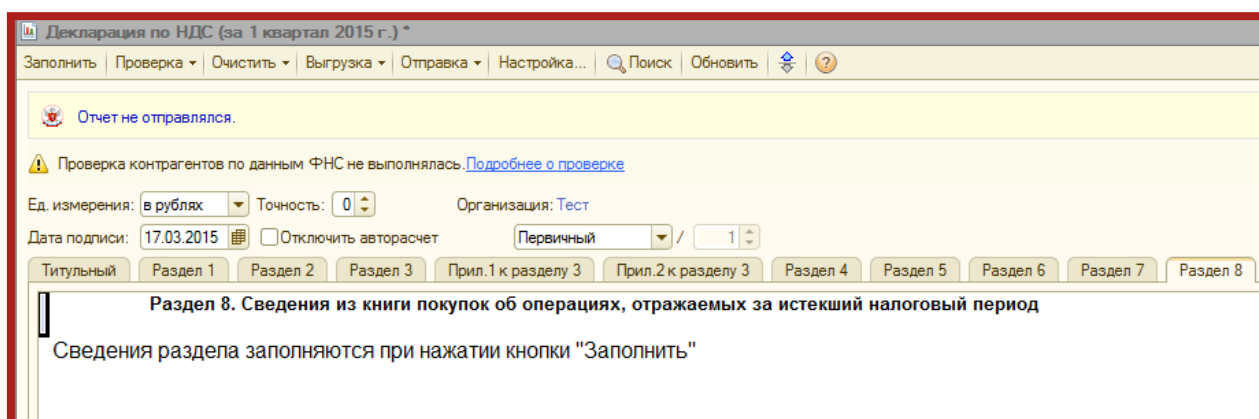 Декларация по НДС (за 1 квартал 2015 г.) *
Заполнить Проверка Очистить Выгрузка Отправка Настройка... Поиск Обновить ?
Отчет не отправлялся.
Проверка контрагентов по данным ФНС не выполнялась. Подробнее о проверке
Ед. измерения: в рублях Точность: 0 Организация: Тест
Дата подписи: 17.03.2015 Отключить авторасчет Первичный / 1
Титульный Раздел 1 Раздел 2 Раздел 3 Прил.1 к разделу 3 Прил.2 к разделу 3 Раздел 4 Раздел 5 Раздел 6 Раздел 7 Раздел 8
Раздел 8. Сведения из книги покупок об операциях, отражаемых за истекший налоговый период
Сведения раздела заполняются при нажатии кнопки "Заполнить"